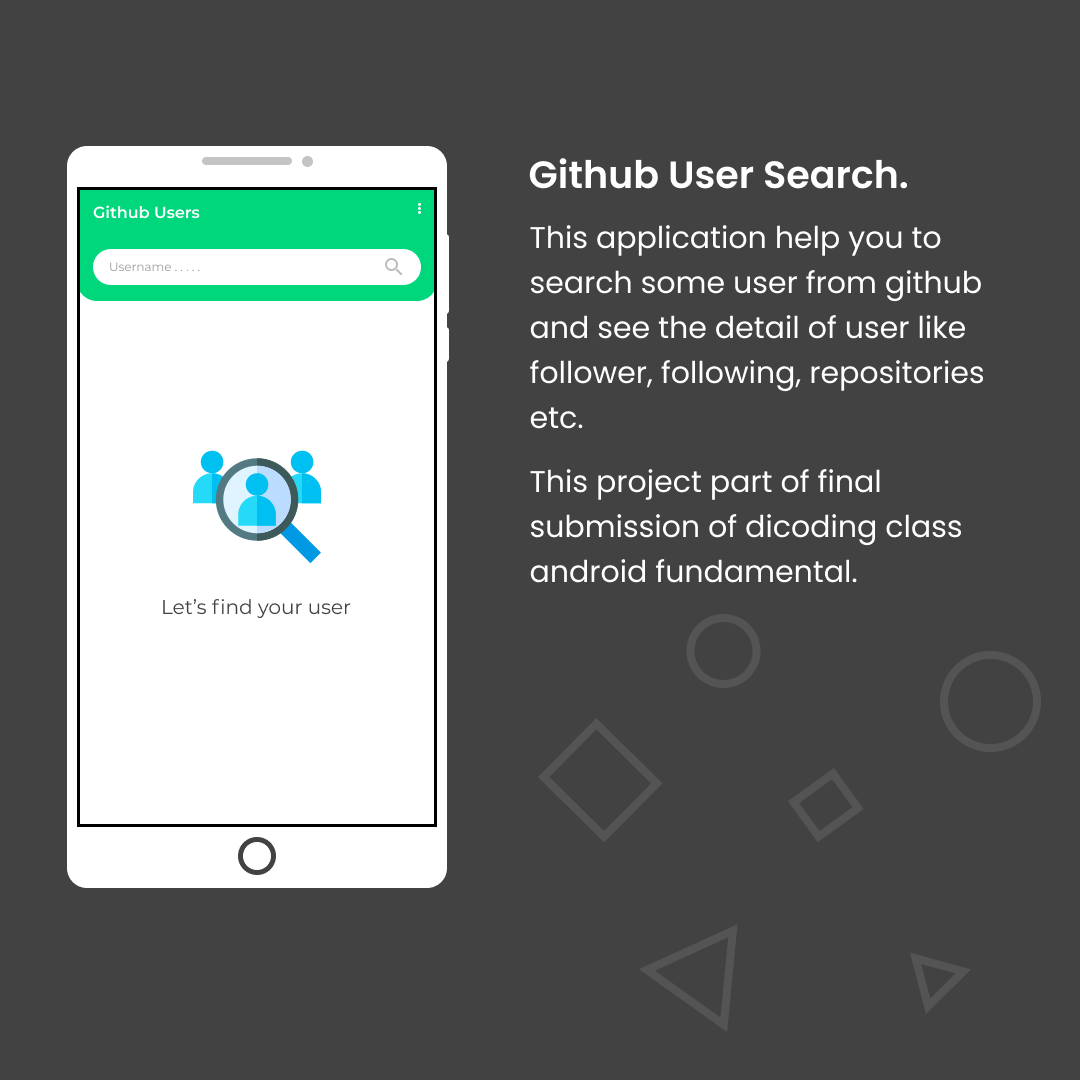 Github Users
Username . . . . .
Let’s find your user
Github User Search.
This application help you to
search some user from github
and see the detail of user like
follower, following, repositories
etc.
This project part of final
submission of dicoding class
android fundamental.